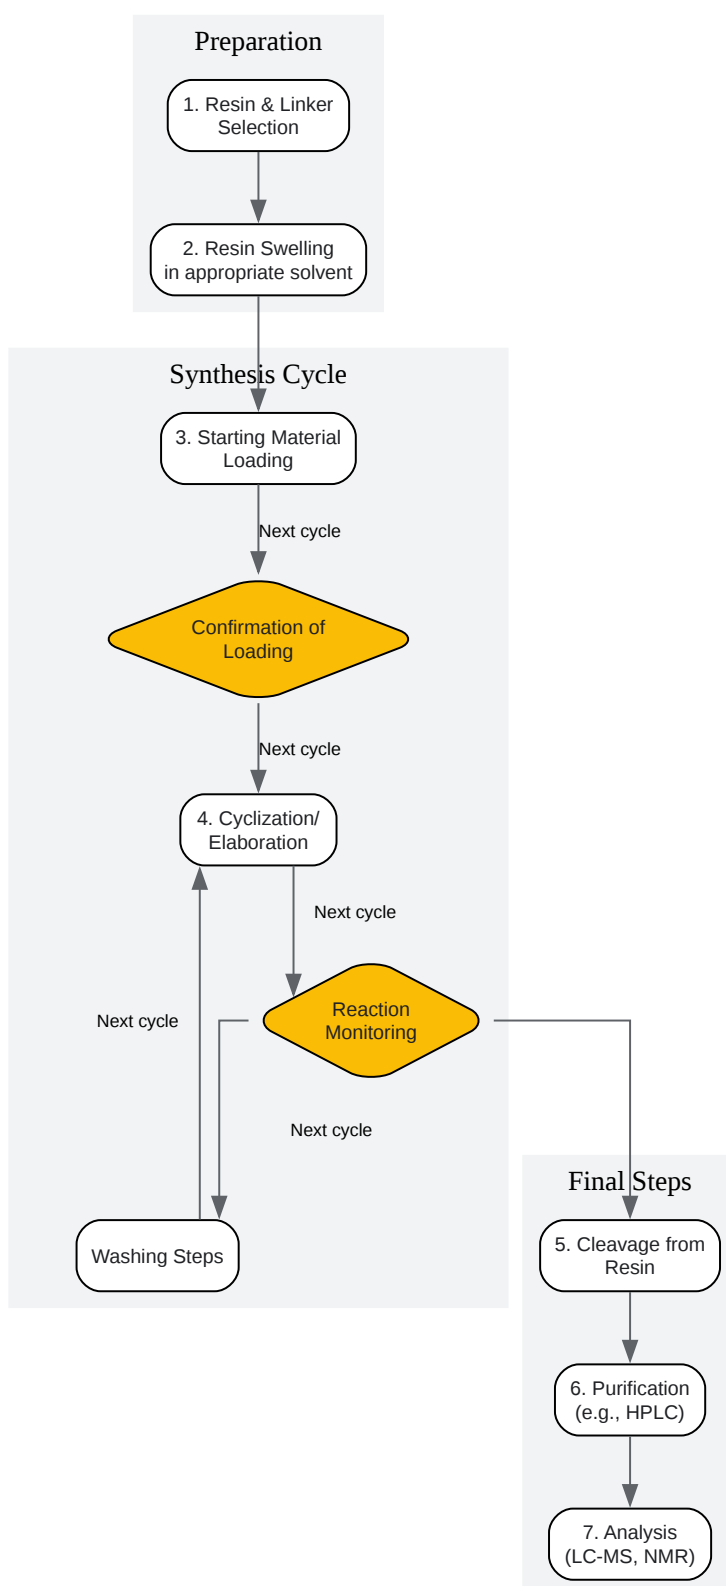 Preparation
1. Resin & Linker
Selection
2. Resin Swelling
in appropriate solvent
Synthesis Cycle
3. Starting Material
Loading
Next cycle
Confirmation of
Loading
Next cycle
4. Cyclization/
Elaboration
Next cycle
Reaction
Monitoring
Next cycle
Next cycle
Washing Steps
Final Steps
5. Cleavage from
Resin
6. Purification
(e.g., HPLC)
7. Analysis
(LC-MS, NMR)